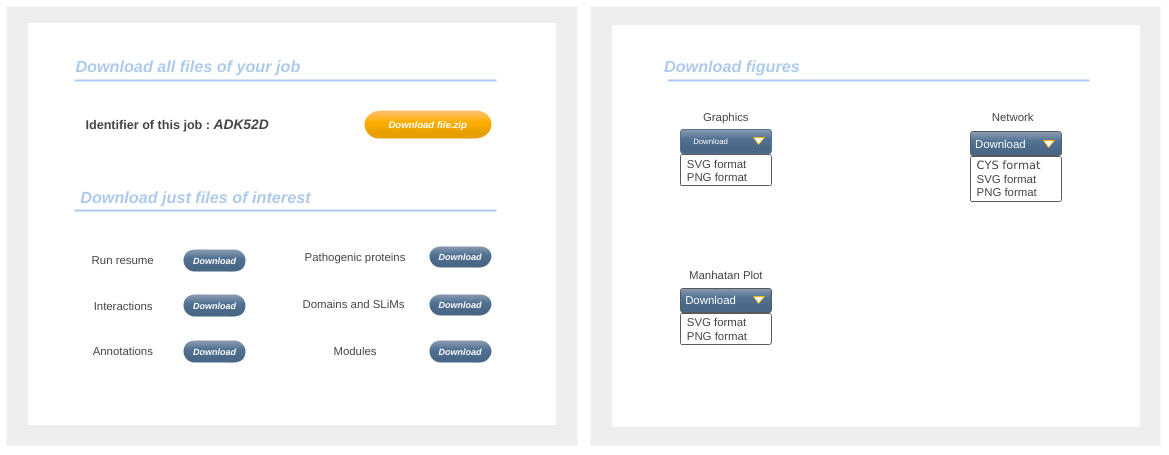 Download all files of your job
Identifier of this job : ADK52D
Download file.zip
Download just files of interest
Run resume
Download
Pathogenic proteins
Download
Interactions
Download
Domains and SLiMs
Download
Annotations
Download
Modules
Download
Download figures
Graphics
Download
SVG format
PNG format
Network
Download
CYS format
SVG format
PNG format
Manhatan Plot
Download
SVG format
PNG format